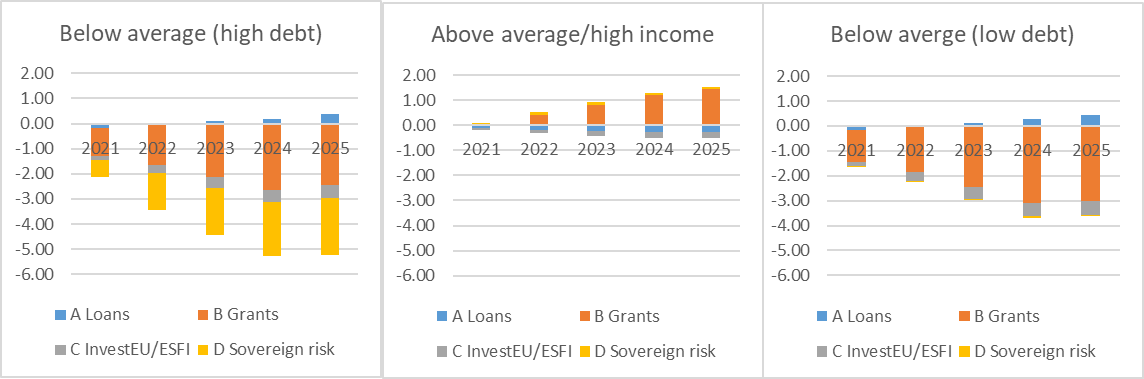 Below average (high debt)
2.00
1.00
0.00
-1.00
-2.00
-3.00
-4.00
-5.00
-6.00
2021 2022 2023 2024 2025
A Loans B Grants
C InvestEU/ESFI D Sovereign risk
Above average/high income
2.00
1.00
0.00
-1.00
-2.00
-3.00
-4.00
-5.00
-6.00
2021 2022 2023 2024 2025
A Loans B Grants
C InvestEU/ESFI D Sovereign risk
Below averge (low debt)
2.00
1.00
0.00
-1.00
-2.00
-3.00
-4.00
-5.00
-6.00
2021 2022 2023 2024 2025
A Loans B Grants
C InvestEU/ESFI D Sovereign risk